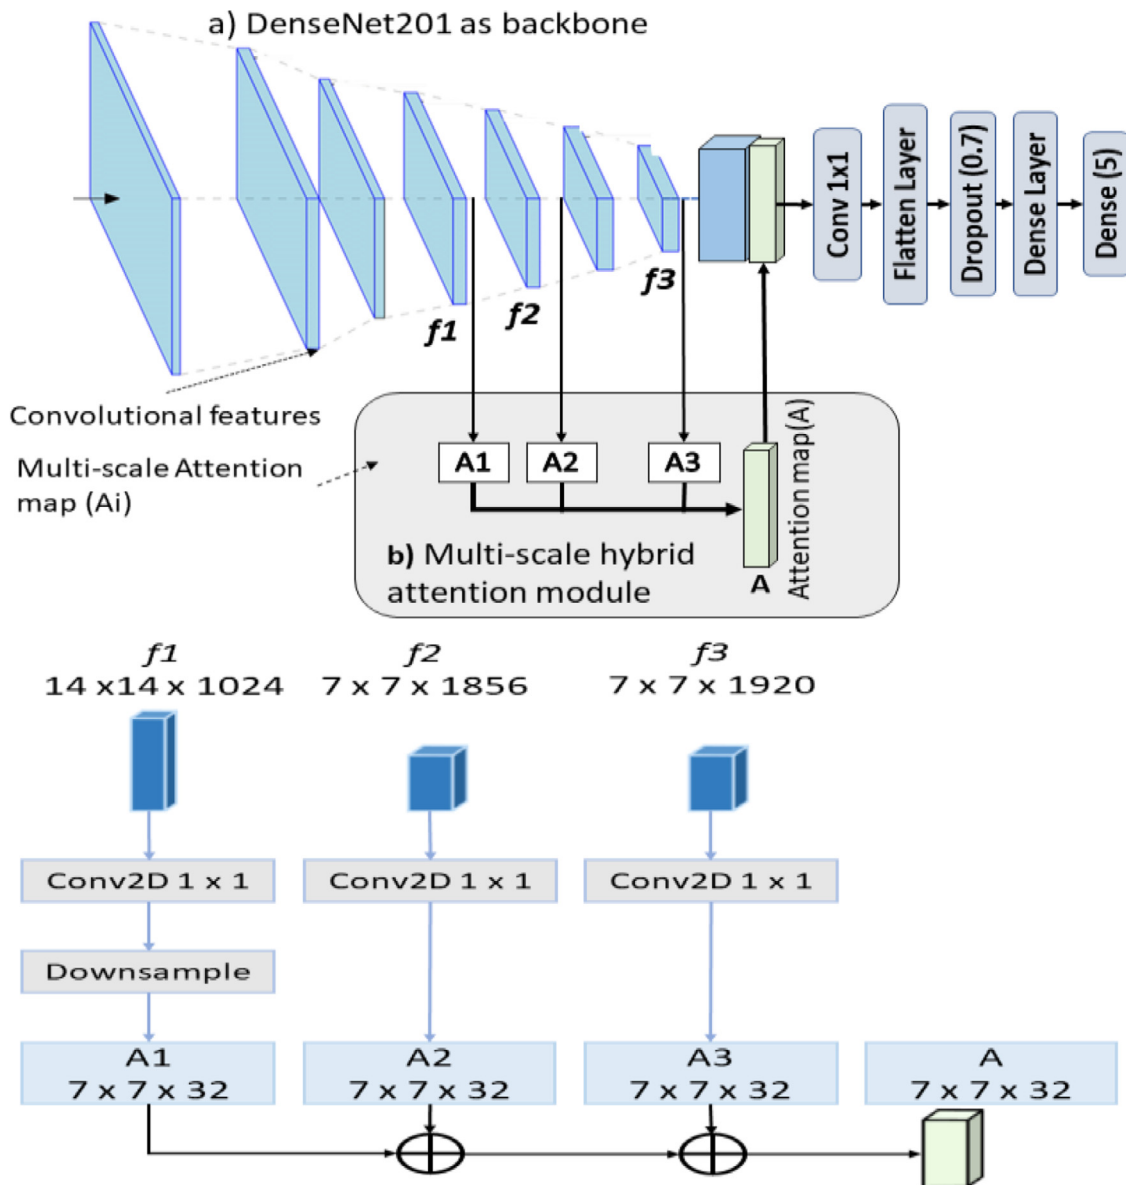 a) DenseNet201 as backbone
Conv 1x1
Flatten Layer
Dropout (0.7)
Dense Layer
Dense (5)
f1
f2
f3
Convolutional features
Multi-scale Attention
map (Ai)
A1
A2
A3
Attention map(A)
A
b) Multi-scale hybrid
attention module
f1
14 x14 x 1024
f2
7 x 7 x 1856
f3
7 x 7 x 1920
Conv2D 1 x 1
Conv2D 1 x 1
Conv2D 1 x 1
Downsample
A1
7 x 7 x 32
A2
7 x 7 x 32
A3
7 x 7 x 32
A
7 x 7 x 32